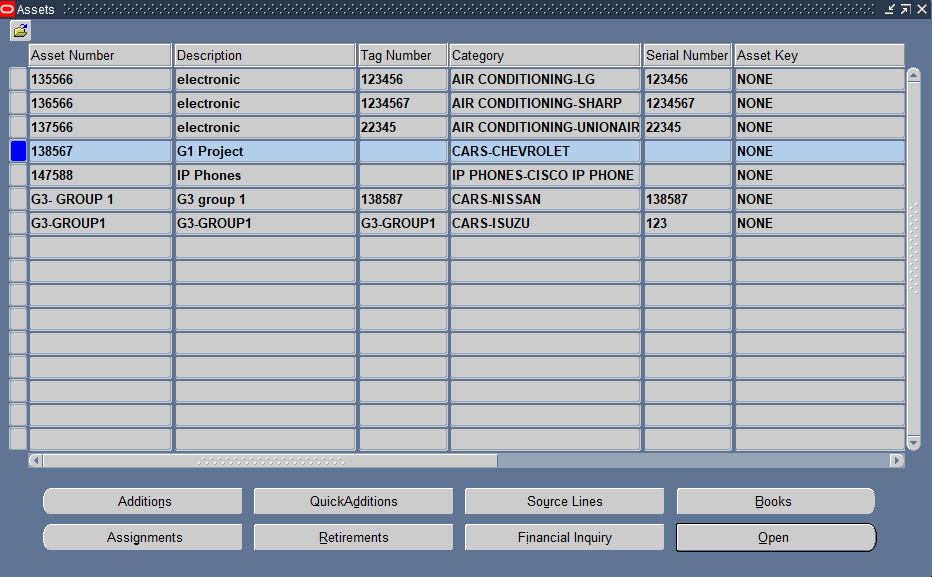 Assets
Asset Number Description Tag Number Category Serial Number Asset Key
135566 electronic 123456 AIR CONDITIONING-LG 123456 NONE
136566 electronic 1234567 AIR CONDITIONING-SHARP 1234567 NONE
137566 electronic 22345 AIR CONDITIONING-UNIONAIR 22345 NONE
138567 G1 Project CARS-CHEVROLET NONE
147588 IP Phones IP PHONES-CISCO IP PHONE NONE
G3- GROUP 1 G3 group 1 138587 CARS-NISSAN 138587 NONE
G3-GROUP1 G3-GROUP1 G3-GROUP1 CARS-ISUZU 123 NONE
Additions QuickAdditions Source Lines Books
Assignments Retirements Financial Inquiry Open